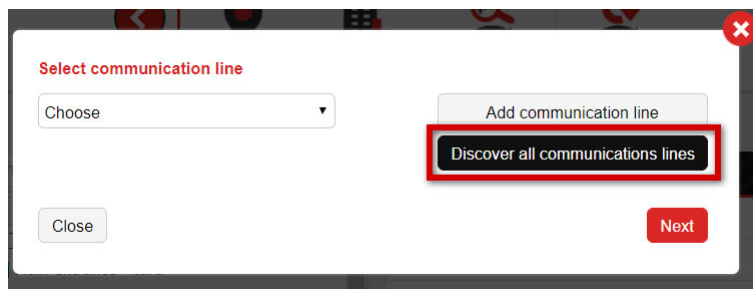 Select communication line
Choose
Add communication line
Discover all communications lines
Close
Next